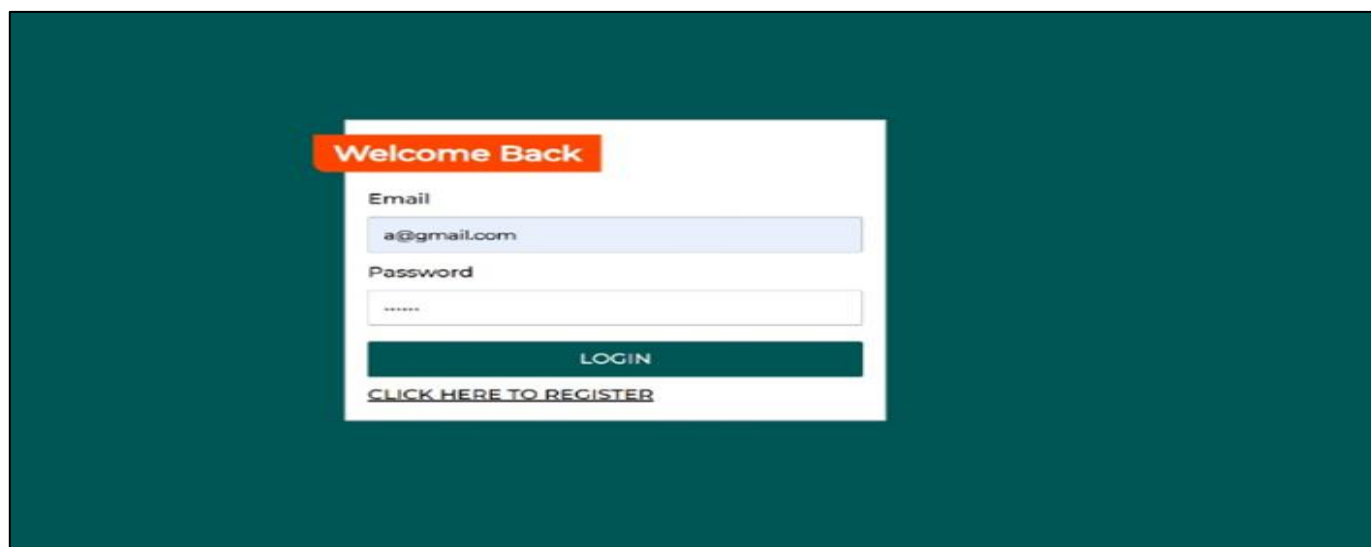 Welcome Back
Email
a@gmail.com
Password
······
LOGIN
CLICK HERE TO REGISTER